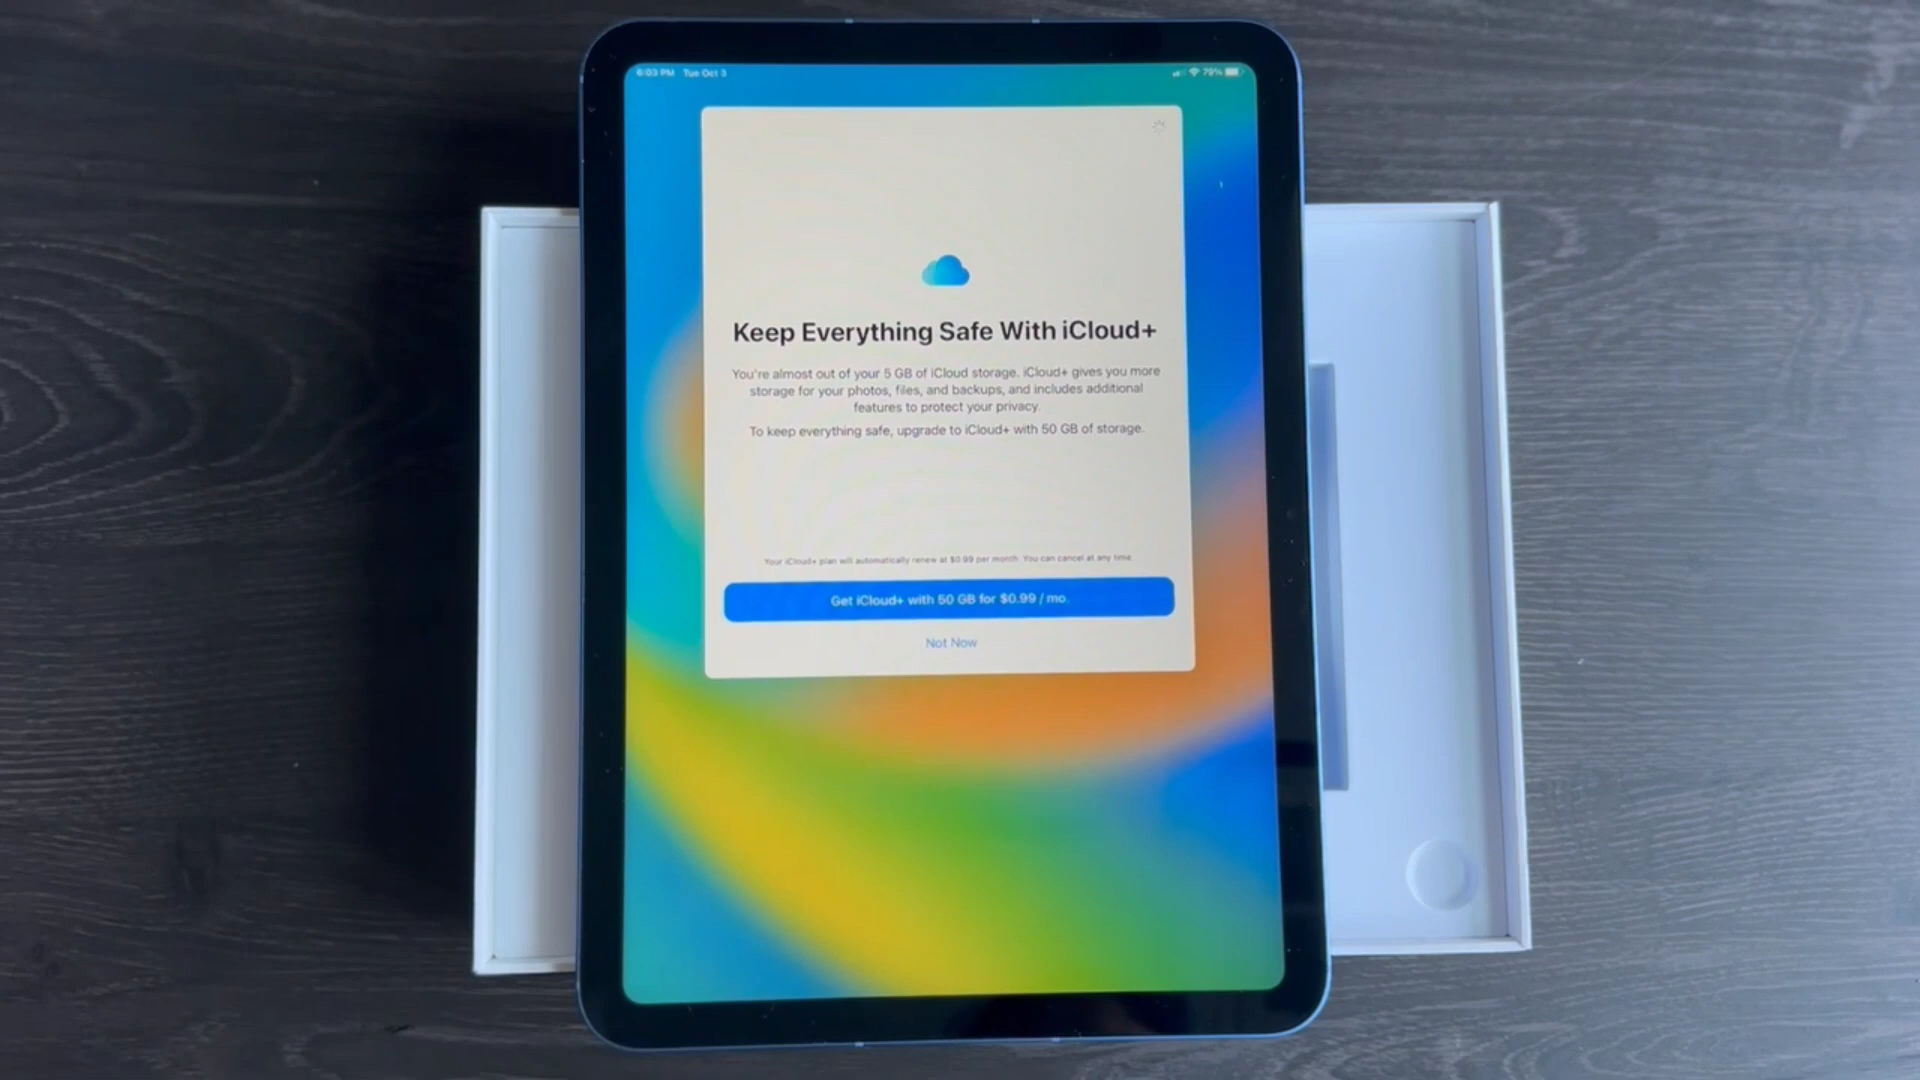 6:03 PM Tue Oct 3
79%
Keep Everything Safe With iCloud+
You're almost out of your 5 GB of iCloud storage. iCloud+ gives you more
storage for your photos, files, and backups, and includes additional
features to protect your privacy.
To keep everything safe, upgrade to iCloud+ with 50 GB of storage.
Your iCloud+ plan will automatically renew at $0.99 per month. You can cancel at any time.
Get iCloud+ with 50 GB for $0.99 / mo.
Not Now